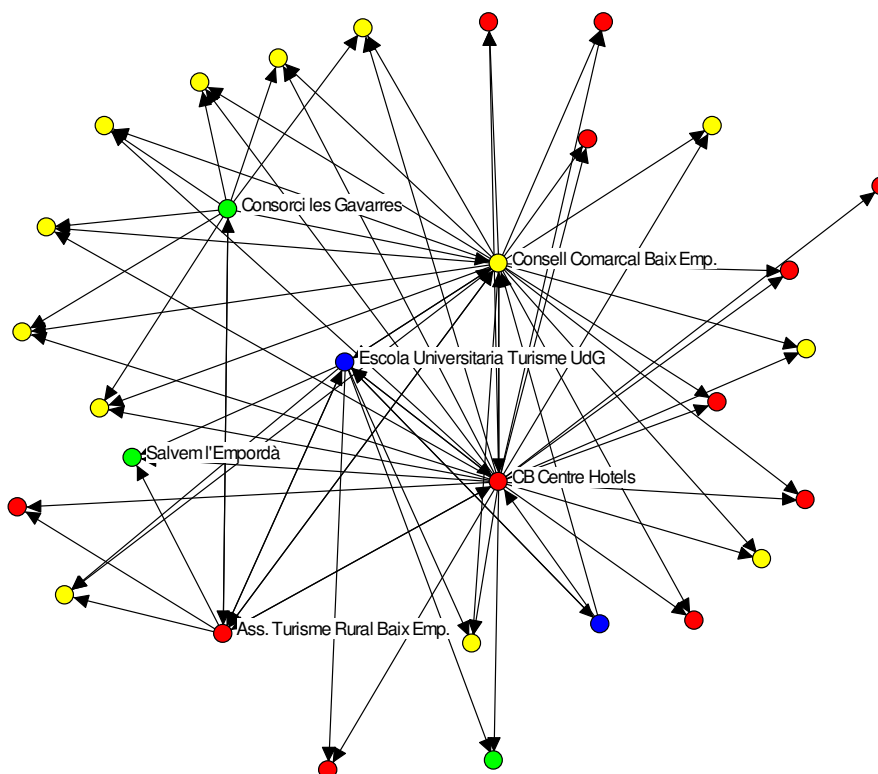 Consorci les Gavarres
Consell Comarcal Baix Emp.
Escola Universitaria Turisme UdG
Salvem l'Empordà
CB Centre Hotels
Ass. Turisme Rural Baix Emp.